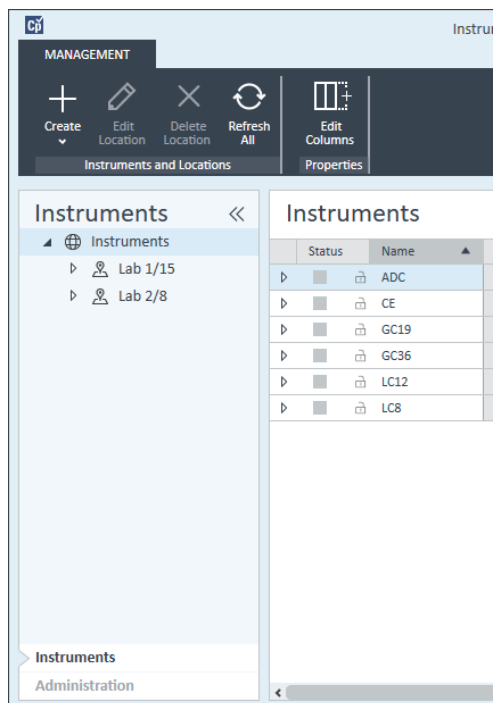 Cp
Instru
MANAGEMENT
Create Edit Location Delete Location Refresh All Edit Columns
Instruments and Locations Properties
Instruments
Instruments
Lab 1/15
Lab 2/8
Instruments
Administration
Instruments
Status Name
ADC
CE
GC19
GC36
LC12
LC8